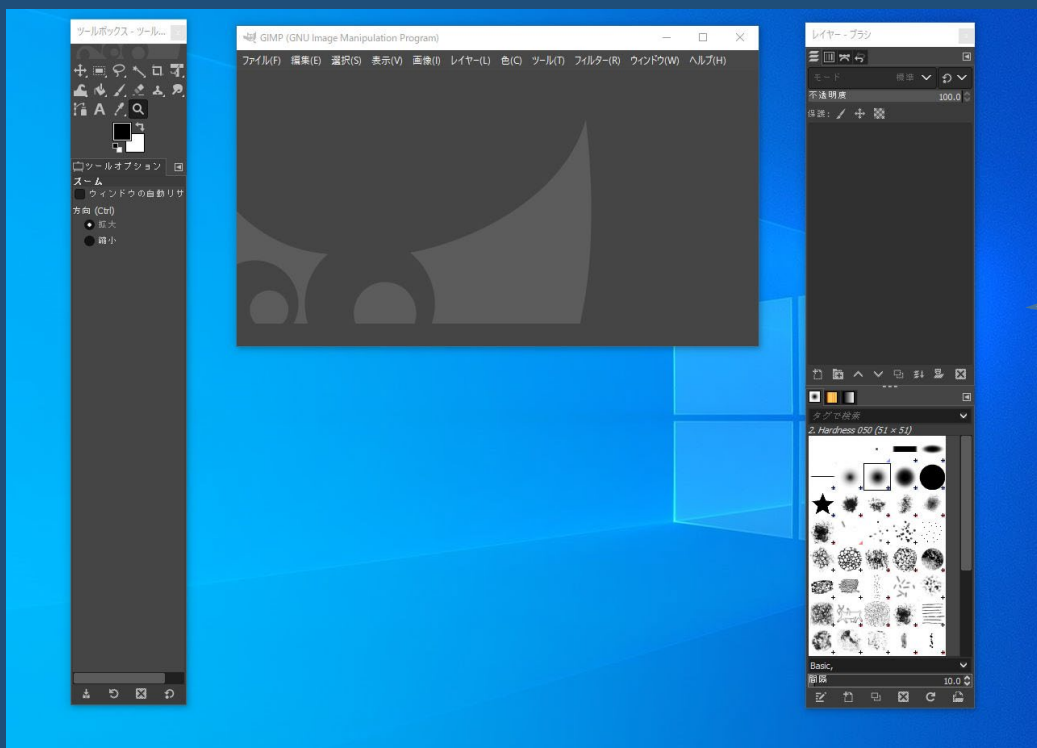 ツールボックス - ツール...
ツールオプション
ズーム
ウィンドウの自動リサ
方向 (Ctrl)
拡大
縮小
GIMP (GNU Image Manipulation Program)
ファイル(F) 編集(E) 選択(S) 表示(V) 画像(I) レイヤー(L) 色(C) ツール(T) フィルター(R) ウィンドウ(W) ヘルプ(H)
レイヤー - ブラシ
モード 標準
不透明度 100.0
保護:
タグで検索
2. Hardness 050 (51 × 51)
Basic,
間隔 10.0